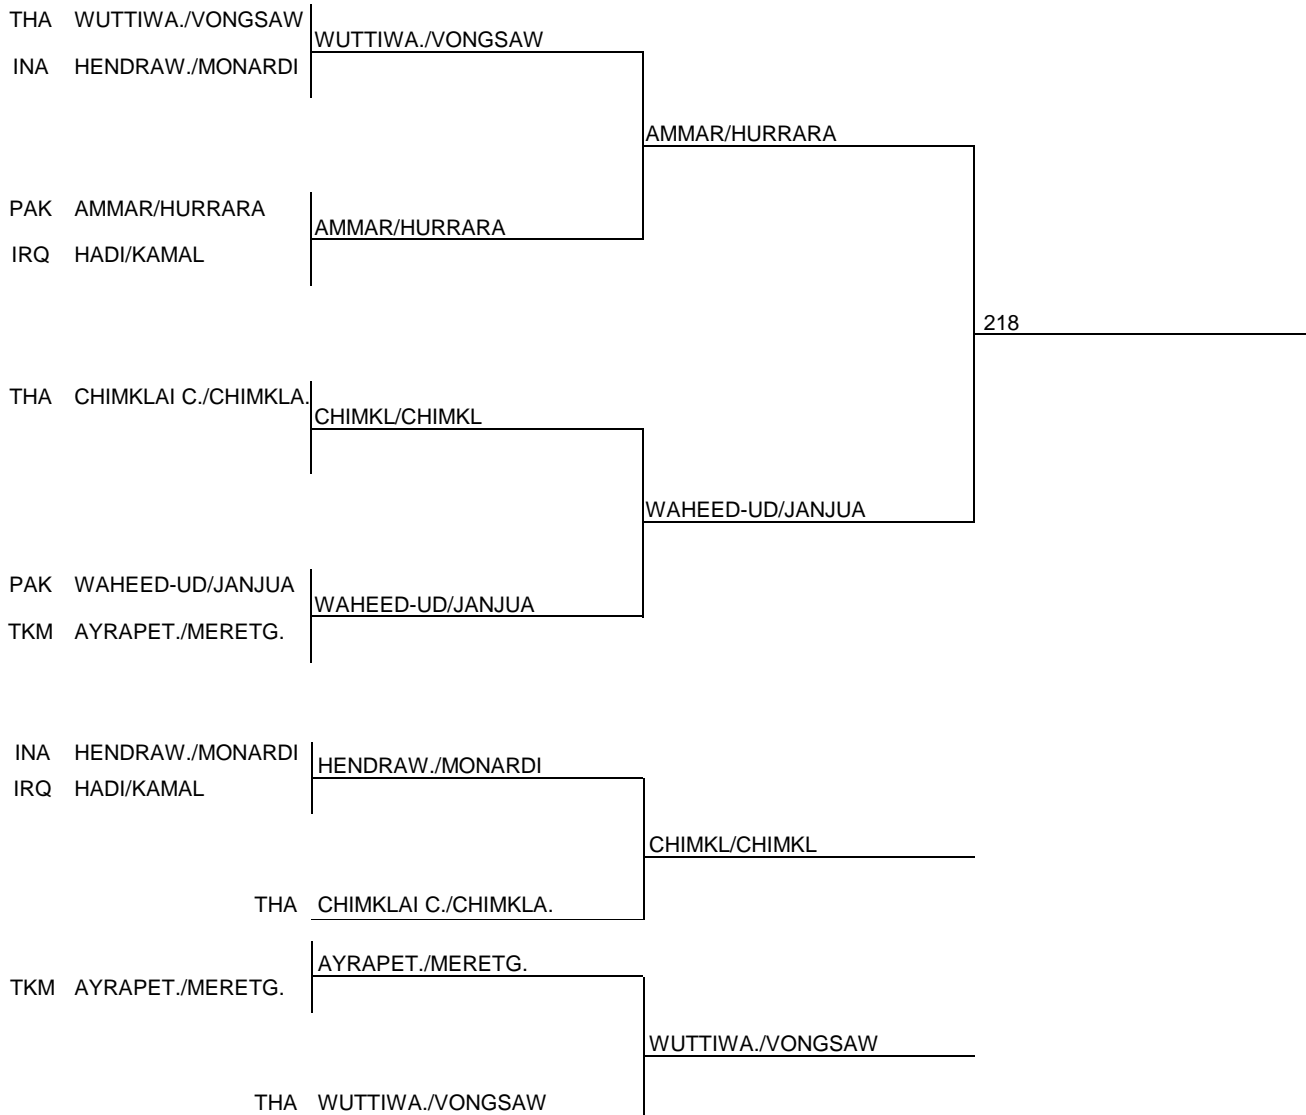 THA WUTTIWA./VONGSAW
WUTTIWA./VONGSAW
INA HENDRAW./MONARDI
AMMAR/HURRARA
PAK AMMAR/HURRARA
AMMAR/HURRARA
IRQ HADI/KAMAL
218
THA CHIMKLAI C./CHIMKLA.
CHIMKL/CHIMKL
WAHEED-UD/JANJUA
PAK WAHEED-UD/JANJUA
WAHEED-UD/JANJUA
TKM AYRAPET./MERETG.
INA HENDRAW./MONARDI
HENDRAW./MONARDI
IRQ HADI/KAMAL
CHIMKL/CHIMKL
THA CHIMKLAI C./CHIMKLA.
AYRAPET./MERETG.
TKM AYRAPET./MERETG.
WUTTIWA./VONGSAW
THA WUTTIWA./VONGSAW